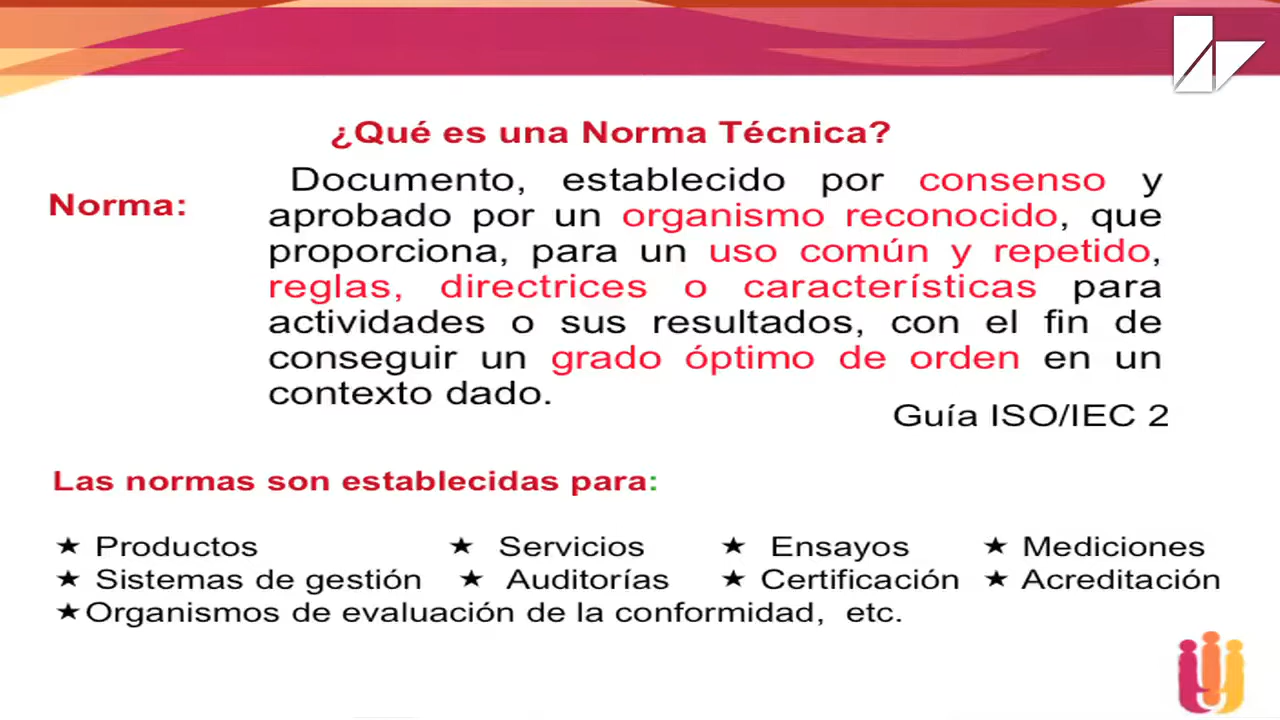 ¿Qué es una Norma Técnica?
Norma:
Documento, establecido por consenso y
aprobado por un organismo reconocido, que
proporciona, para un uso común y repetido,
reglas, directrices o características para
actividades o sus resultados, con el fin de
conseguir un grado óptimo de orden en un
contexto dado.
Guía ISO/IEC 2
Las normas son establecidas para:
★ Productos ★ Servicios ★ Ensayos ★ Mediciones
★ Sistemas de gestión ★ Auditorías ★ Certificación ★ Acreditación
★Organismos de evaluación de la conformidad, etc.